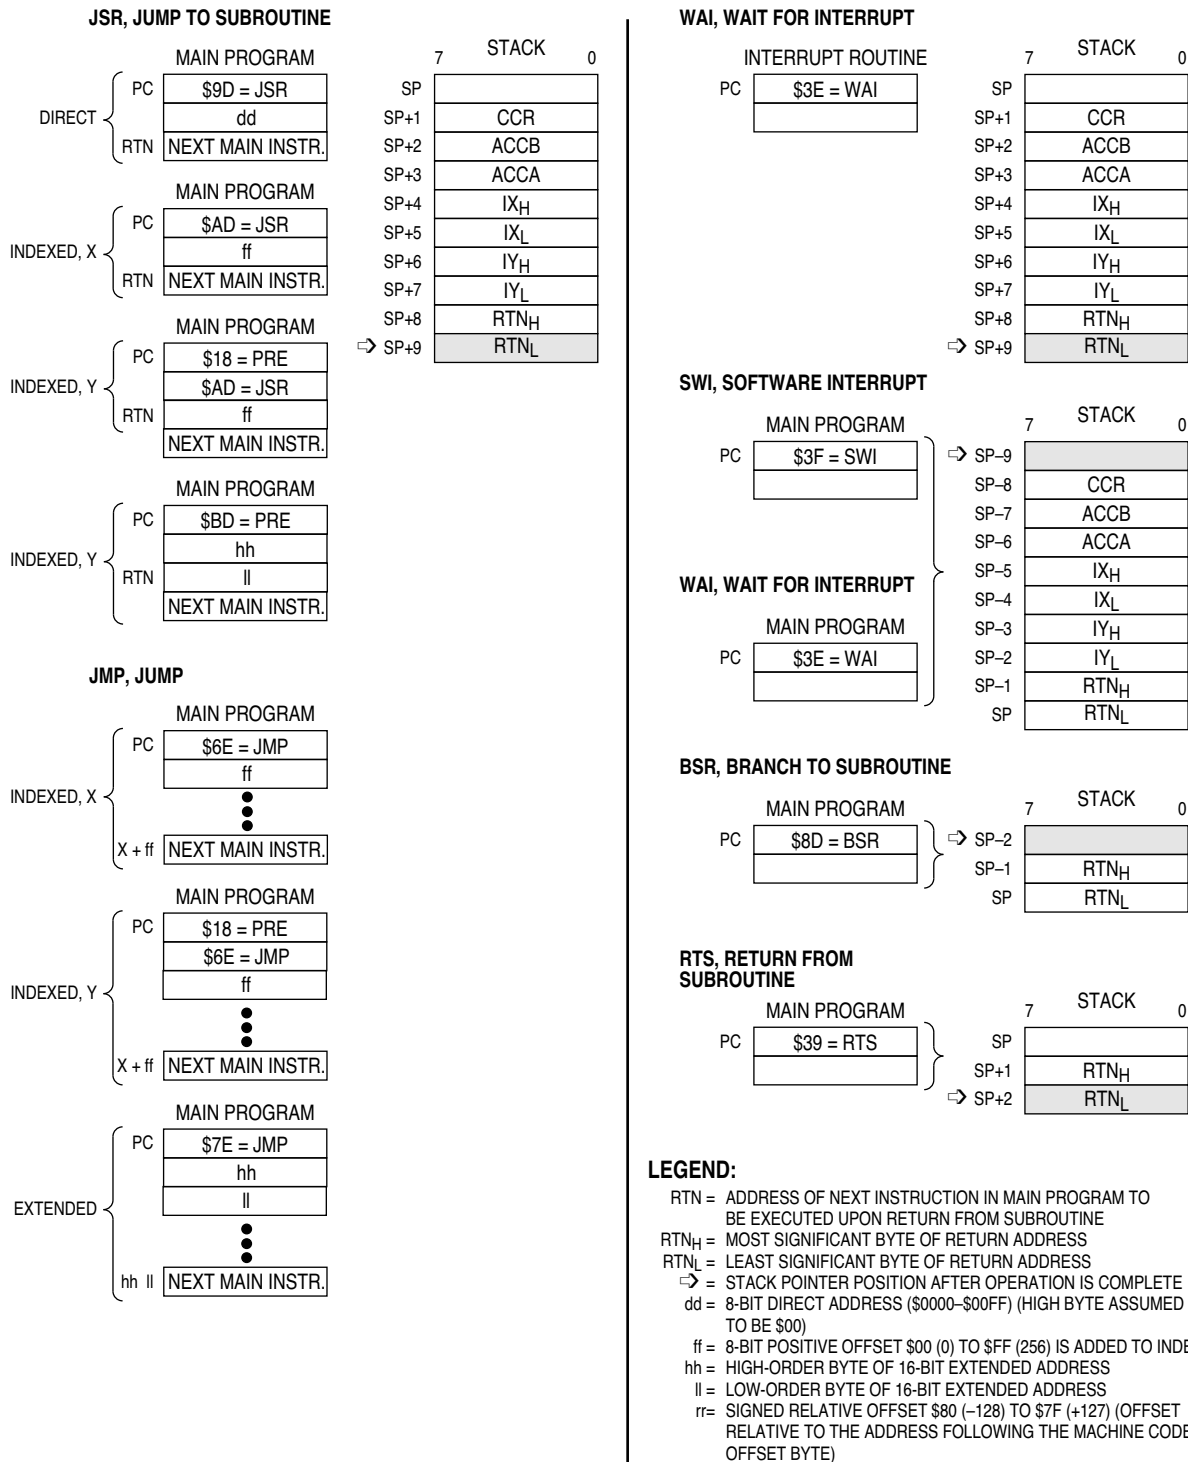 JSR, JUMP TO SUBROUTINE
MAIN PROGRAM
DIRECT
PC $9D = JSR
dd
RTN NEXT MAIN INSTR.
MAIN PROGRAM
INDEXED, X
PC $AD = JSR
ff
RTN NEXT MAIN INSTR.
MAIN PROGRAM
INDEXED, Y
PC $18 = PRE
$AD = JSR
RTN ff
NEXT MAIN INSTR.
MAIN PROGRAM
INDEXED, Y
PC $BD = PRE
hh
RTN ll
NEXT MAIN INSTR.
7 STACK 0
SP
SP+1 CCR
SP+2 ACCB
SP+3 ACCA
SP+4 IXH
SP+5 IXL
SP+6 IYH
SP+7 IYL
SP+8 RTNH
⇨ SP+9 RTNL
JMP, JUMP
MAIN PROGRAM
INDEXED, X
PC $6E = JMP
ff
X + ff NEXT MAIN INSTR.
MAIN PROGRAM
INDEXED, Y
PC $18 = PRE
$6E = JMP
ff
X + ff NEXT MAIN INSTR.
MAIN PROGRAM
EXTENDED
PC $7E = JMP
hh
ll
hh ll NEXT MAIN INSTR.
WAI, WAIT FOR INTERRUPT
INTERRUPT ROUTINE
PC $3E = WAI
7 STACK 0
SP
SP+1 CCR
SP+2 ACCB
SP+3 ACCA
SP+4 IXH
SP+5 IXL
SP+6 IYH
SP+7 IYL
SP+8 RTNH
⇨ SP+9 RTNL
SWI, SOFTWARE INTERRUPT
MAIN PROGRAM
PC $3F = SWI
WAI, WAIT FOR INTERRUPT
MAIN PROGRAM
PC $3E = WAI
7 STACK 0
⇨ SP–9
SP–8 CCR
SP–7 ACCB
SP–6 ACCA
SP–5 IXH
SP–4 IXL
SP–3 IYH
SP–2 IYL
SP–1 RTNH
SP RTNL
BSR, BRANCH TO SUBROUTINE
MAIN PROGRAM
PC $8D = BSR
7 STACK 0
⇨ SP–2
SP–1 RTNH
SP RTNL
RTS, RETURN FROM
SUBROUTINE
MAIN PROGRAM
PC $39 = RTS
7 STACK 0
SP
SP+1 RTNH
⇨ SP+2 RTNL
LEGEND:
RTN = ADDRESS OF NEXT INSTRUCTION IN MAIN PROGRAM TO
BE EXECUTED UPON RETURN FROM SUBROUTINE
RTNH = MOST SIGNIFICANT BYTE OF RETURN ADDRESS
RTNL = LEAST SIGNIFICANT BYTE OF RETURN ADDRESS
⇨ = STACK POINTER POSITION AFTER OPERATION IS COMPLETE
dd = 8-BIT DIRECT ADDRESS ($0000–$00FF) (HIGH BYTE ASSUMED
TO BE $00)
ff = 8-BIT POSITIVE OFFSET $00 (0) TO $FF (256) IS ADDED TO INDE
hh = HIGH-ORDER BYTE OF 16-BIT EXTENDED ADDRESS
ll = LOW-ORDER BYTE OF 16-BIT EXTENDED ADDRESS
rr= SIGNED RELATIVE OFFSET $80 (–128) TO $7F (+127) (OFFSET
RELATIVE TO THE ADDRESS FOLLOWING THE MACHINE CODE
OFFSET BYTE)